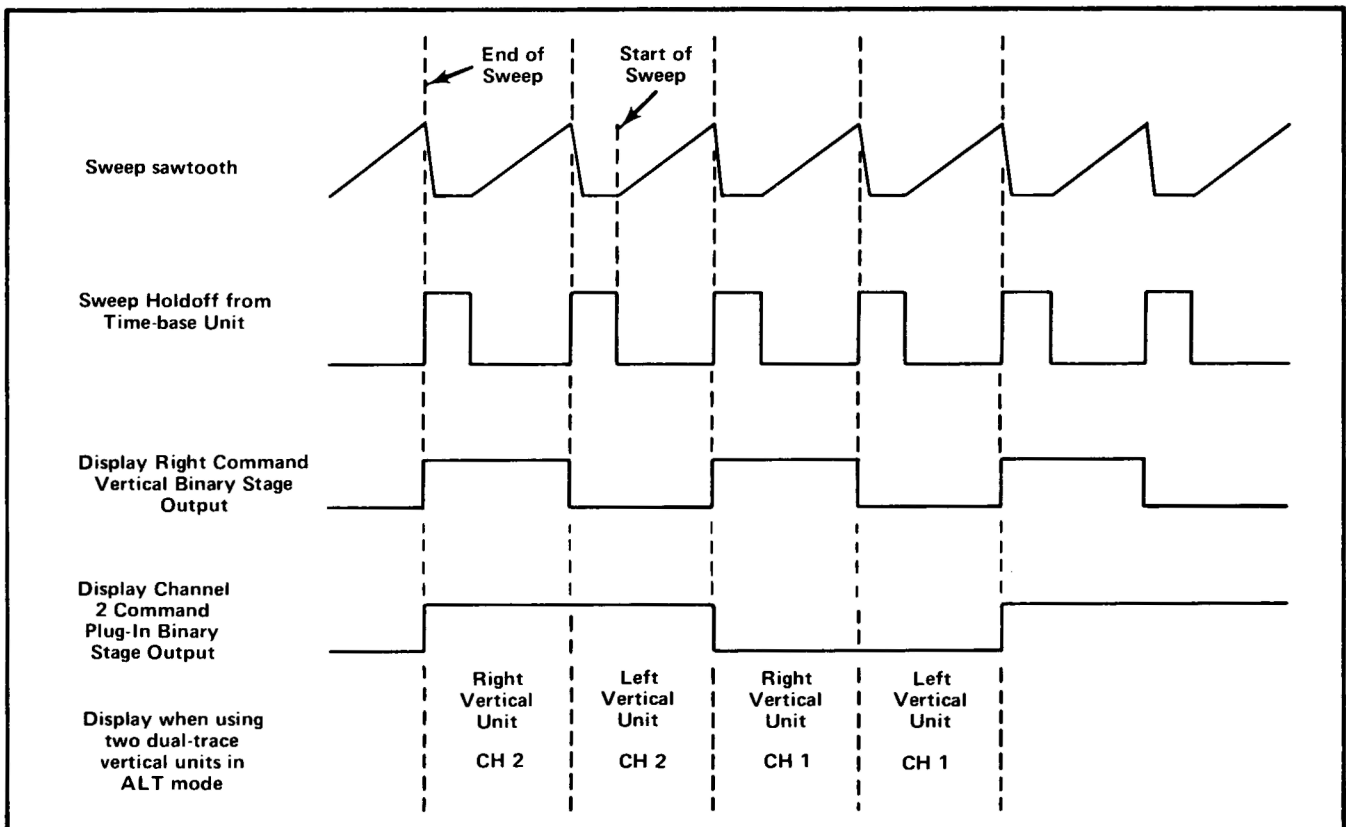 End of
Sweep
Start of
Sweep
Sweep sawtooth
Sweep Holdoff from
Time-base Unit
Display Right Command
Vertical Binary Stage
Output
Display Channel
2 Command
Plug-In Binary
Stage Output
Display when using
two dual-trace
vertical units in
ALT mode
Right
Vertical
Unit
CH 2
Left
Vertical
Unit
CH 2
Right
Vertical
Unit
CH 1
Left
Vertical
Unit
CH 1